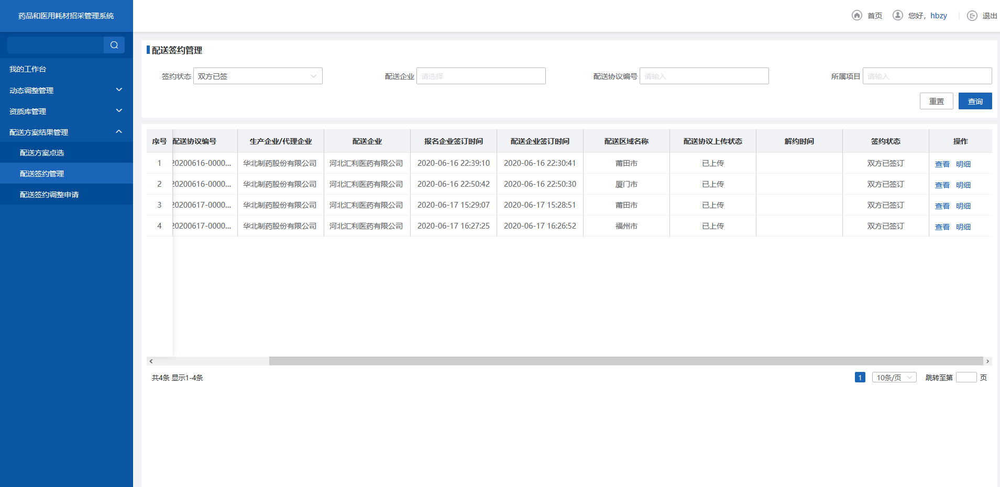 药品和医用耗材招采管理系统
首页 您好，hbzy 退出
我的工作台
动态调整管理
资质库管理
配送方案结果管理
配送方案点选
配送签约管理
配送签约调整申请
配送签约管理
签约状态 双方已签 配送企业 请选择 配送协议编号 请输入 所属项目 请输入
重置 查询
序号 配送协议编号 生产企业/代理企业 配送企业 报名企业签订时间 配送企业签订时间 配送区域名称 配送协议上传状态 解约时间 签约状态 操作
1 20200616-0000... 华北制药股份有限公司 河北汇利医药有限公司 2020-06-16 22:39:10 2020-06-16 22:30:41 莆田市 已上传 双方已签订 查看 明细
2 20200616-0000... 华北制药股份有限公司 河北汇利医药有限公司 2020-06-16 22:50:42 2020-06-16 22:50:30 厦门市 已上传 双方已签订 查看 明细
3 20200617-0000... 华北制药股份有限公司 河北汇利医药有限公司 2020-06-17 15:29:07 2020-06-17 15:28:51 莆田市 已上传 双方已签订 查看 明细
4 20200617-0000... 华北制药股份有限公司 河北汇利医药有限公司 2020-06-17 16:27:25 2020-06-17 16:26:52 福州市 已上传 双方已签订 查看 明细
共4条 显示1-4条 1 10条/页 跳转至第 页